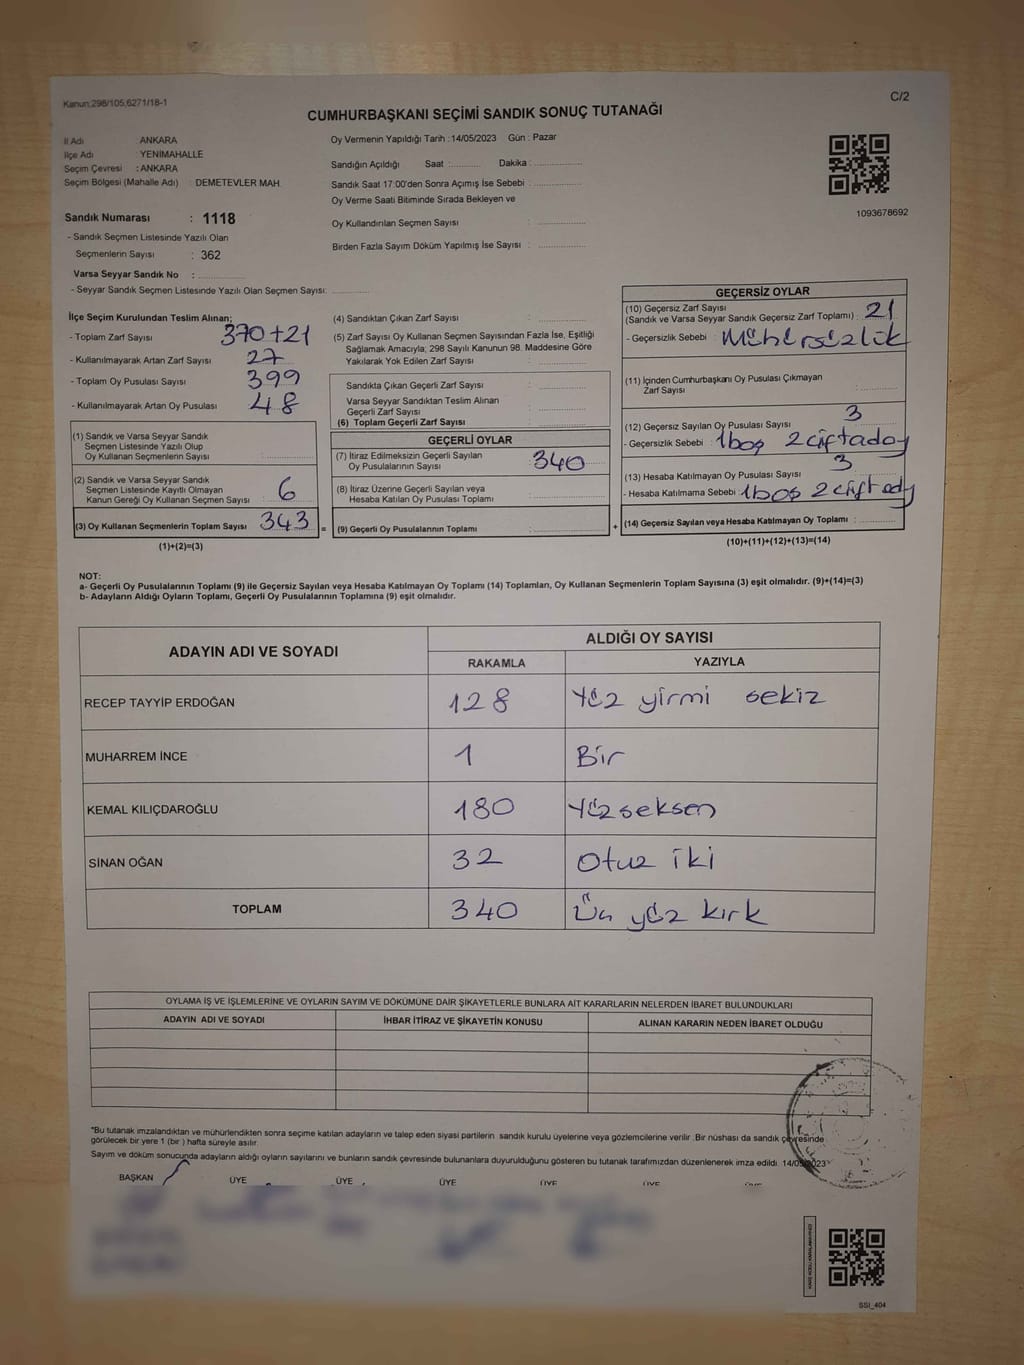 Kanun;298/105,6271/18-1
C/2
CUMHURBAŞKANI SEÇİMİ SANDIK SONUÇ TUTANAĞI
İl Adı ANKARA
İlçe Adı : YENİMAHALLE
Seçim Çevresi : ANKARA
Seçim Bölgesi (Mahalle Adı) : DEMETEVLER MAH.
Sandık Numarası : 1118
- Sandık Seçmen Listesinde Yazılı Olan
Seçmenlerin Sayısı : 362
Varsa Seyyar Sandık No :
- Seyyar Sandık Seçmen Listesinde Yazılı Olan Seçmen Sayısı:
Oy Vermenin Yapıldığı Tarih : 14/05/2023 Gün : Pazar
Sandığın Açıldığı Saat : Dakika :
Sandık Saat 17:00'den Sonra Açımış İse Sebebi :
Oy Verme Saati Bitiminde Sırada Bekleyen ve
Oy Kullandırılan Seçmen Sayısı :
Birden Fazla Sayım Döküm Yapılmış İse Sayısı :
1093678692
İlçe Seçim Kurulundan Teslim Alınan;
- Toplam Zarf Sayısı 370+21
- Kullanılmayarak Artan Zarf Sayısı 27
- Toplam Oy Pusulası Sayısı 399
- Kullanılmayarak Artan Oy Pusulası 48
(1) Sandık ve Varsa Seyyar Sandık
Seçmen Listesinde Yazılı Olup
Oy Kullanan Seçmenlerin Sayısı :
(2) Sandık ve Varsa Seyyar Sandık
Seçmen Listesinde Kayıtlı Olmayan
Kanun Gereği Oy Kullanan Seçmen Sayısı : 6
(3) Oy Kullanan Seçmenlerin Toplam Sayısı : 343 =
(1)+(2)=(3)
(4) Sandıktan Çıkan Zarf Sayısı :
(5) Zarf Sayısı Oy Kullanan Seçmen Sayısından Fazla İse, Eşitliği
Sağlamak Amacıyla; 298 Sayılı Kanunun 98. Maddesine Göre
Yakılarak Yok Edilen Zarf Sayısı :
Sandıkta Çıkan Geçerli Zarf Sayısı :
Varsa Seyyar Sandıktan Teslim Alınan
Geçerli Zarf Sayısı :
(6) Toplam Geçerli Zarf Sayısı :
GEÇERLİ OYLAR
(7) İtiraz Edilmeksizin Geçerli Sayılan
Oy Pusulalarının Sayısı : 340
(8) İtiraz Üzerine Geçerli Sayılan veya
Hesaba Katılan Oy Pusulası Toplamı :
(9) Geçerli Oy Pusulalarının Toplamı : +
GEÇERSİZ OYLAR
(10) Geçersiz Zarf Sayısı
(Sandık ve Varsa Seyyar Sandık Geçersiz Zarf Toplamı) : 21
- Geçersizlik Sebebi : Mühürsüzlük
(11) İçinden Cumhurbaşkanı Oy Pusulası Çıkmayan
Zarf Sayısı :
(12) Geçersiz Sayılan Oy Pusulası Sayısı : 3
- Geçersizlik Sebebi : 1boş 2çiftaday
(13) Hesaba Katılmayan Oy Pusulası Sayısı : 3
- Hesaba Katılmama Sebebi : 1boş 2çift ady
(14) Geçersiz Sayılan veya Hesaba Katılmayan Oy Toplamı :
(10)+(11)+(12)+(13)=(14)
NOT:
a- Geçerli Oy Pusulalarının Toplamı (9) ile Geçersiz Sayılan veya Hesaba Katılmayan Oy Toplamı (14) Toplamları, Oy Kullanan Seçmenlerin Toplam Sayısına (3) eşit olmalıdır. (9)+(14)=(3)
b- Adayların Aldığı Oyların Toplamı, Geçerli Oy Pusulalarının Toplamına (9) eşit olmalıdır.
ADAYIN ADI VE SOYADI
ALDIĞI OY SAYISI
RAKAMLA YAZIYLA
RECEP TAYYİP ERDOĞAN 128 Yüz yirmi sekiz
MUHARREM İNCE 1 Bir
KEMAL KILIÇDAROĞLU 180 Yüzseksen
SİNAN OĞAN 32 Otuz iki
TOPLAM 340 Üç yüz kırk
OYLAMA İŞ VE İŞLEMLERİNE VE OYLARIN SAYIM VE DÖKÜMÜNE DAİR ŞİKAYETLERLE BUNLARA AİT KARARLARIN NELERDEN İBARET BULUNDUKLARI
ADAYIN ADI VE SOYADI İHBAR İTİRAZ VE ŞİKAYETİN KONUSU ALINAN KARARIN NEDEN İBARET OLDUĞU
*Bu tutanak imzalandıktan ve mühürlendikten sonra seçime katılan adayların ve talep eden siyasi partilerin sandık kurulu üyelerine veya gözlemcilerine verilir .Bir nüshası da sandık çevresinde
görülecek bir yere 1 (bir ) hafta süreyle asılır.
Sayım ve döküm sonucunda adayların aldığı oyların sayılarını ve bunların sandık çevresinde bulunanlara duyurulduğunu gösteren bu tutanak tarafımızdan düzenlenerek imza edildi. 14/05/2023
BAŞKAN ÜYE ÜYE ÜYE ÜYE ÜYE ÜYE
SSI_404